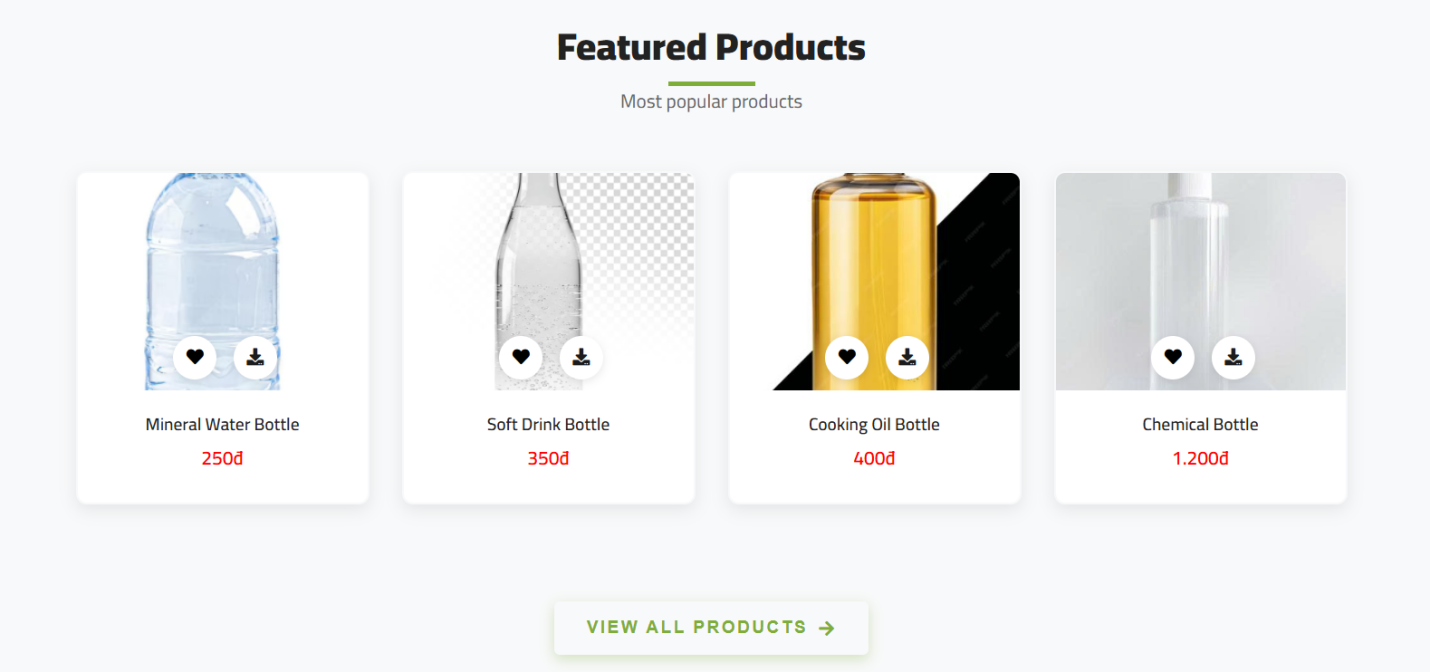 Featured Products
Most popular products
Mineral Water Bottle
250đ
Soft Drink Bottle
350đ
Cooking Oil Bottle
400đ
Chemical Bottle
1.200đ
VIEW ALL PRODUCTS